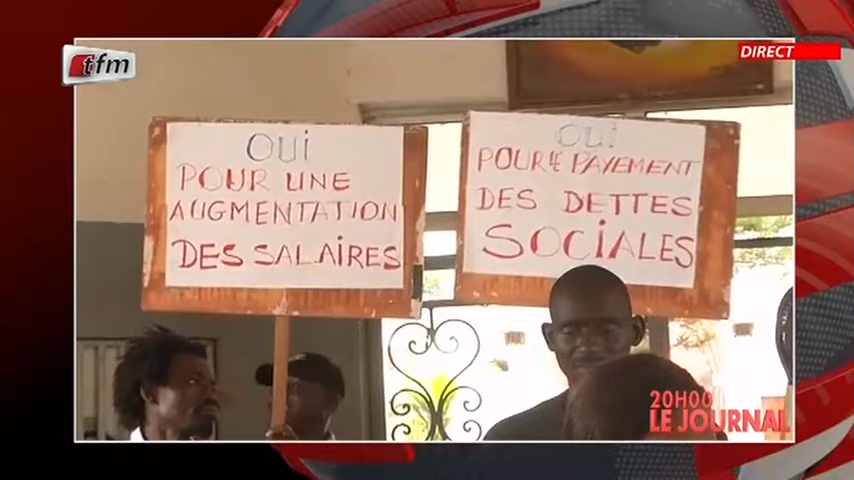 tfm
DIRECT
OUI
POUR UNE
AUGMENTATION
DES SALAIRES
OUI
POUR LE PAYEMENT
DES DETTES
SOCIALES
20H00
LE JOURNAL